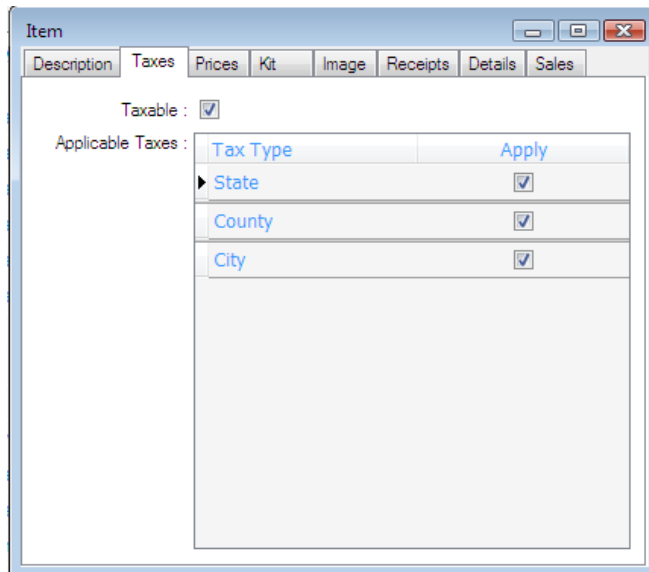 Item
Description Taxes Prices Kit Image Receipts Details Sales
Taxable :
Applicable Taxes :
Tax Type Apply
State
County
City